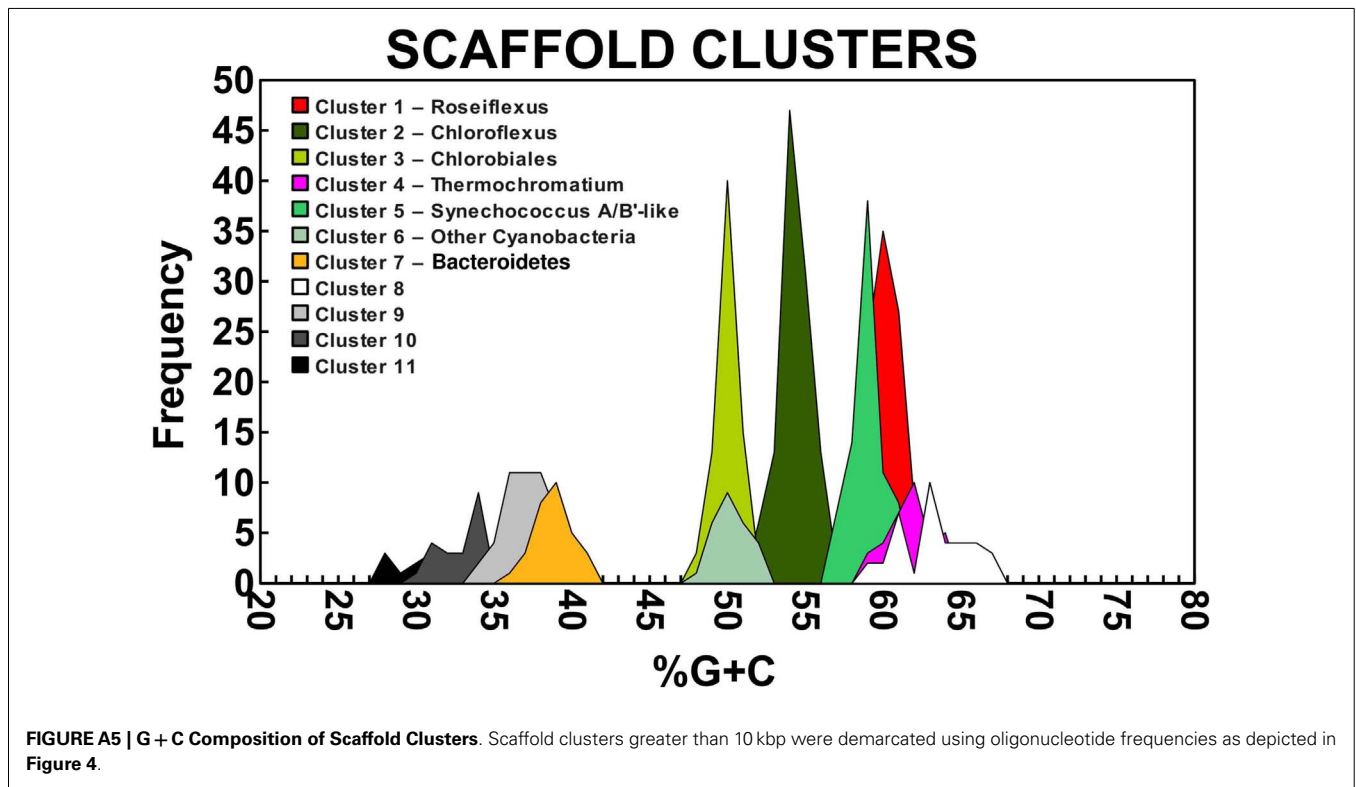 SCAFFOLD CLUSTERS
50
45
40
35
30
25
20
15
10
5
0
Frequency
Cluster 1 – Roseiflexus
Cluster 2 – Chloroflexus
Cluster 3 – Chlorobiales
Cluster 4 – Thermochromatium
Cluster 5 – Synechococcus A/B'-like
Cluster 6 – Other Cyanobacteria
Cluster 7 – Bacteroidetes
Cluster 8
Cluster 9
Cluster 10
Cluster 11
20 25 30 35 40 45 50 55 60 65 70 75 80
%G+C
FIGURE A5 | G + C Composition of Scaffold Clusters. Scaffold clusters greater than 10 kbp were demarcated using oligonucleotide frequencies as depicted in
Figure 4.